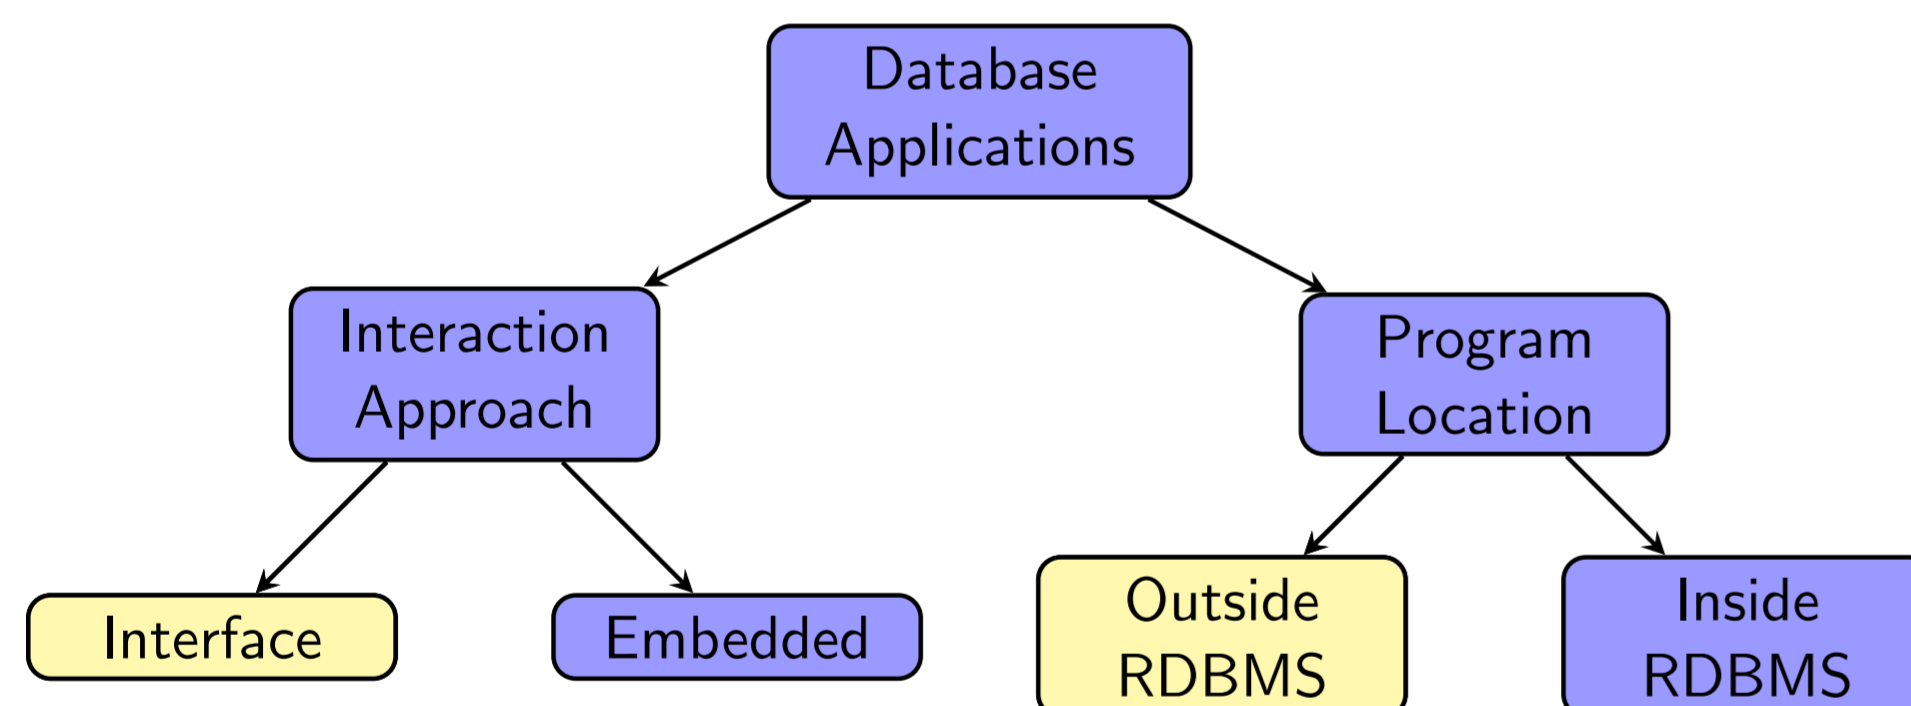 Database
Applications
Interaction
Approach
Program
Location
Interface
Embedded
Outside
RDBMS
Inside
RDBMS